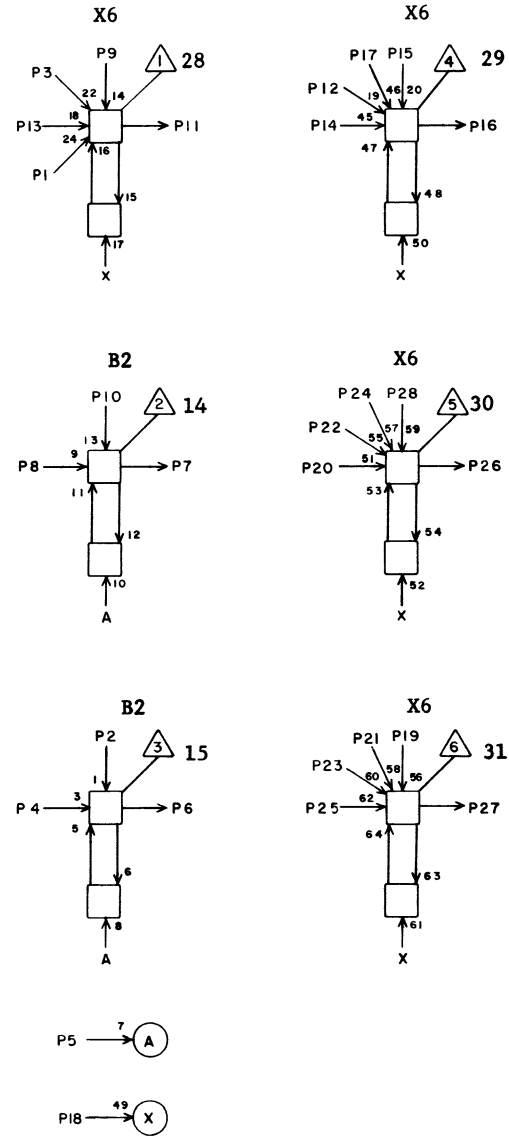 X6
P9
1 28
P3
22 14
P13 18
P11
24 16
P1
15
17
X
X6
P17 P15
4 29
P12
19 46 20
P14 45
P16
47
48
50
X
B2
P10
2 14
13
P8 9
P7
11
12
10
A
X6
P24 P28
5 30
P22
55 57 59
P20 51
P26
53
54
52
X
B2
P2
3 15
1
P4 3
P6
5
6
8
A
X6
P21 P19
6 31
P23
60 58 56
P25 62
P27
64
63
61
X
P5 7 A
P18 49 X